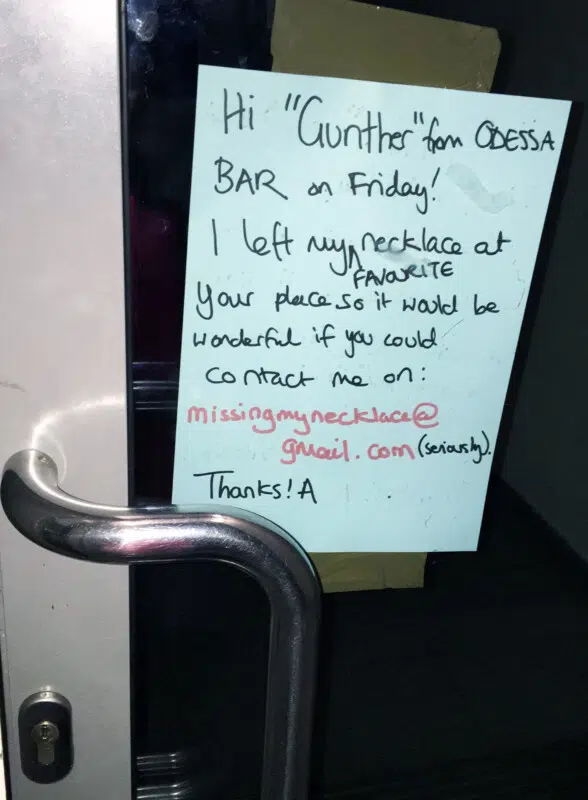 Hi "Gunther" from ODESSA
BAR on Friday!
I left my necklace at
FAVOURITE
Your place so it would be
wonderful if you could
contact me on:
missingmynecklace@
gmail.com (seriously).
Thanks! A